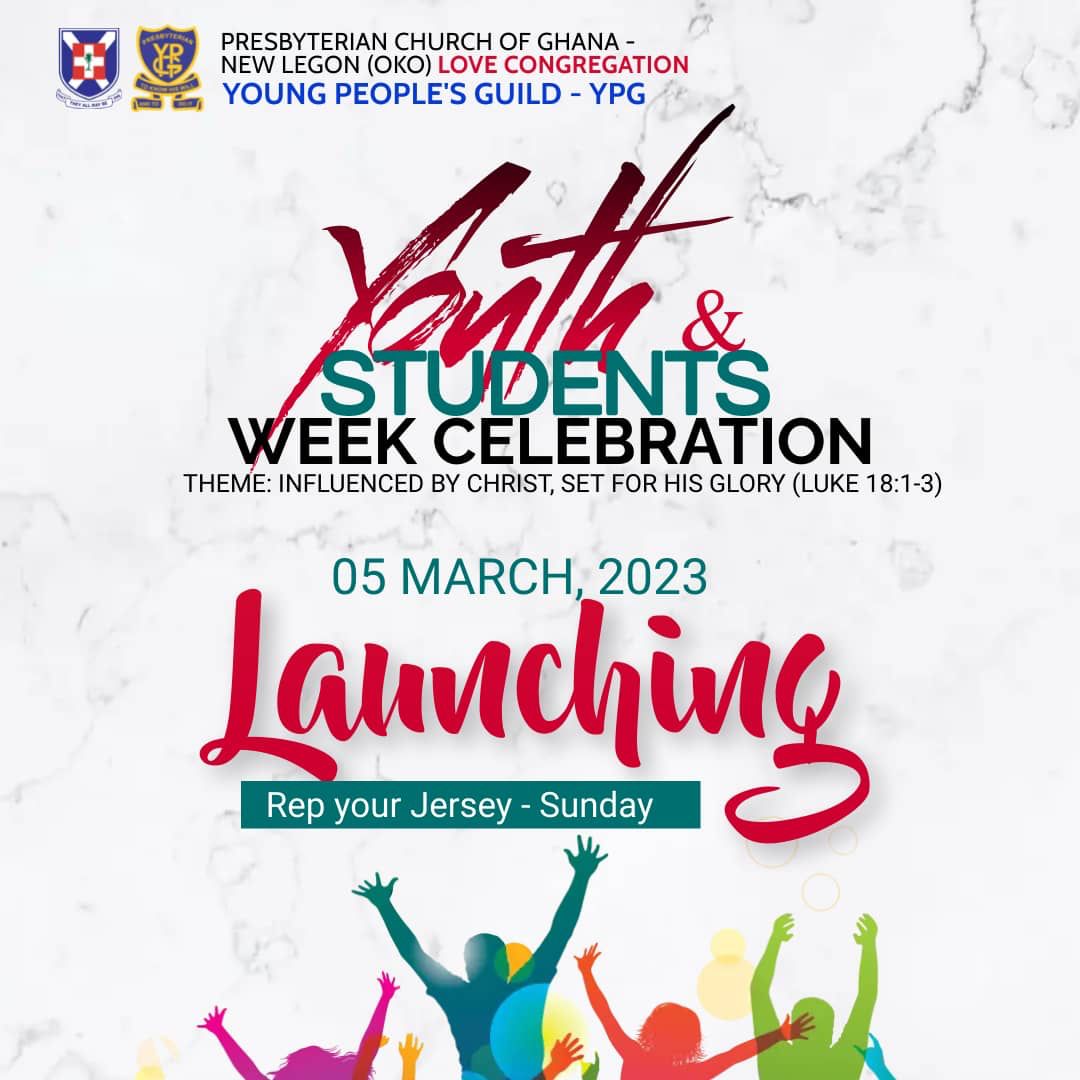 PRESBYTERIAN CHURCH OF GHANA -
NEW LEGON (OKO) LOVE CONGREGATION
YOUNG PEOPLE'S GUILD - YPG
Youth &
STUDENTS
WEEK CELEBRATION
THEME: INFLUENCED BY CHRIST, SET FOR HIS GLORY (LUKE 18:1-3)
05 MARCH, 2023
Launching
Rep your Jersey - Sunday